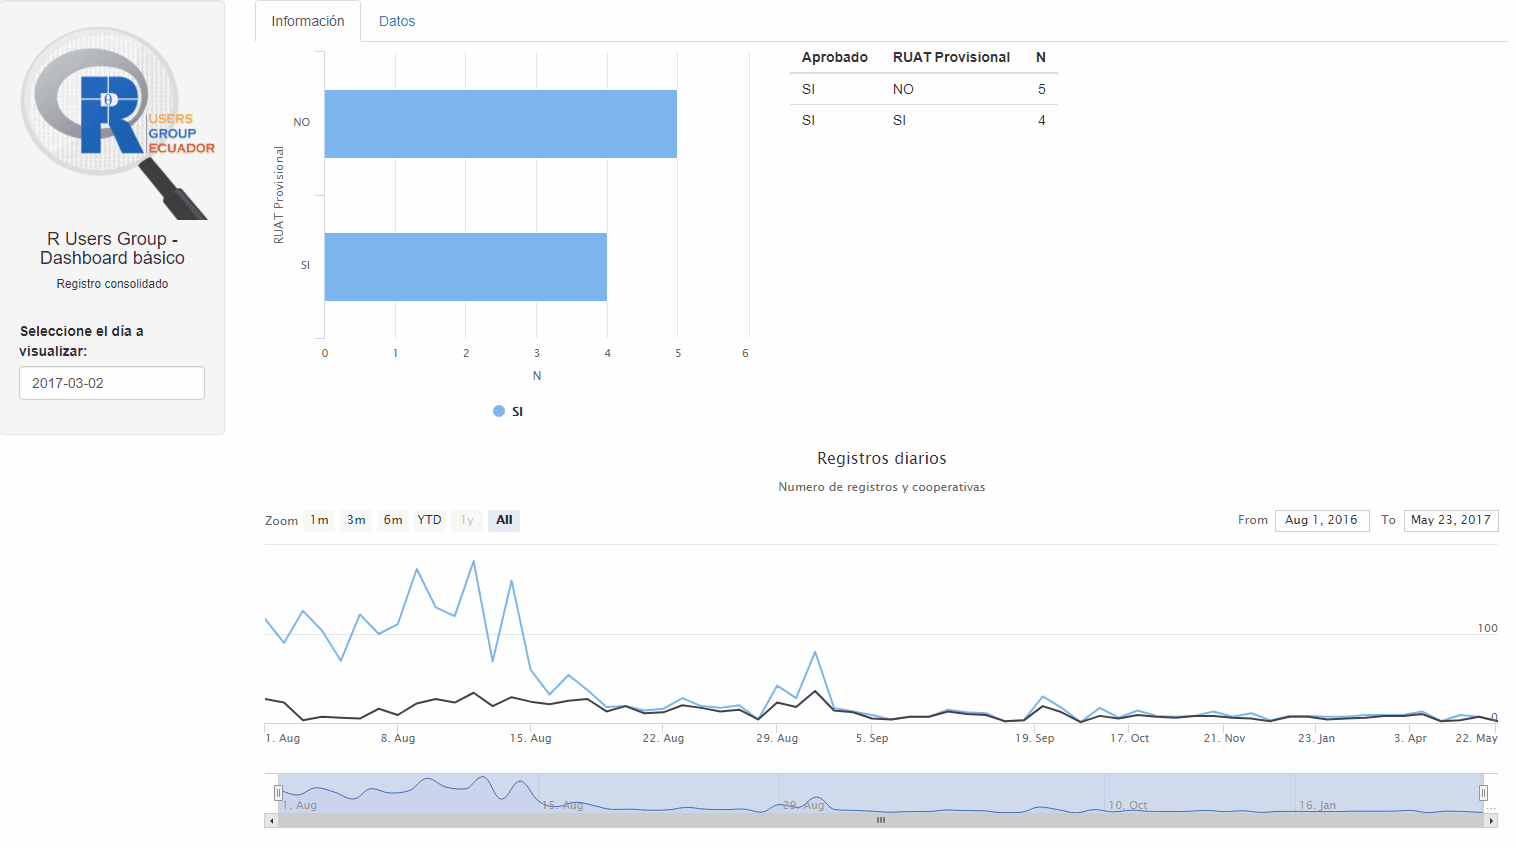 USERS
GROUP
ECUADOR
R Users Group -
Dashboard básico
Registro consolidado
Seleccione el día a
visualizar:
2017-03-02
Información Datos
RUAT Provisional
NO
SI
0 1 2 3 4 5 6
N
SI
Aprobado RUAT Provisional N
SI NO 5
SI SI 4
Registros diarios
Numero de registros y cooperativas
Zoom 1m 3m 6m YTD 1y All
From Aug 1, 2016 To May 23, 2017
100
0
1. Aug 8. Aug 15. Aug 22. Aug 29. Aug 5. Sep 19. Sep 17. Oct 21. Nov 23. Jan 3. Apr 22. May
1. Aug 15. Aug 29. Aug 10. Oct 16. Jan ...